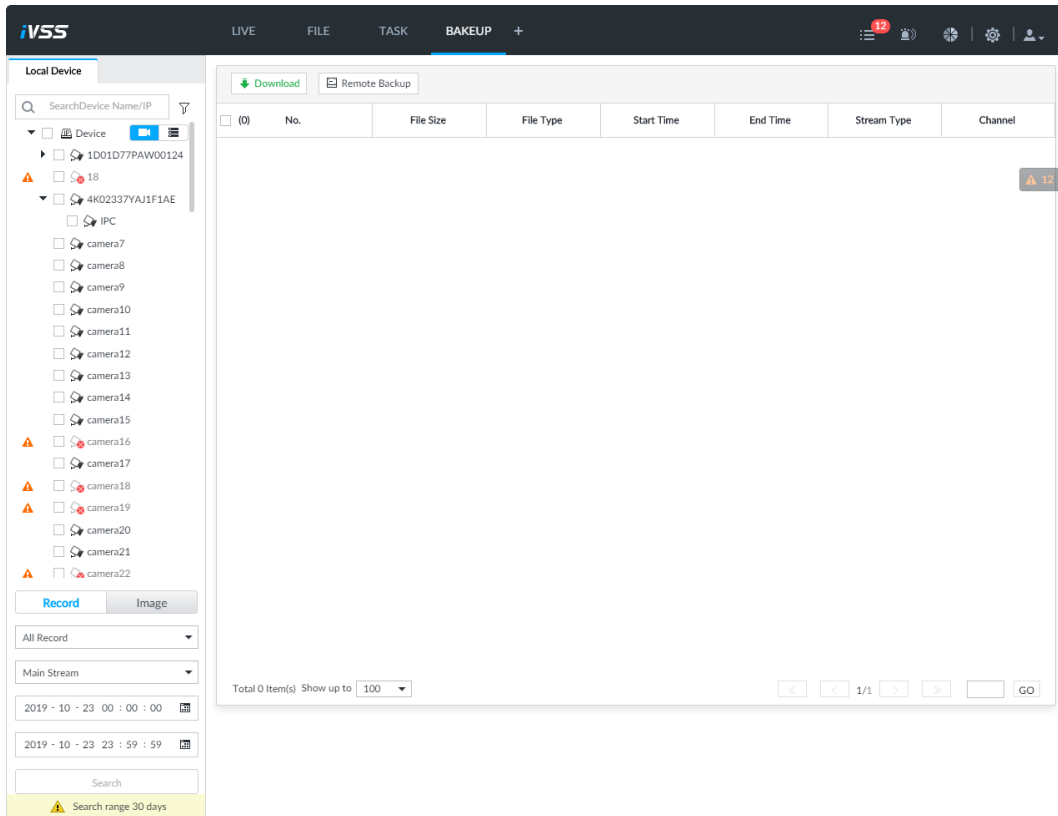 iVSS
LIVE FILE TASK BAKEUP + 12
Local Device
SearchDevice Name/IP
Device
1D01D77PAW00124
18
4K02337YAJ1F1AE
IPC
camera7
camera8
camera9
camera10
camera11
camera12
camera13
camera14
camera15
camera16
camera17
camera18
camera19
camera20
camera21
camera22
Record Image
All Record
Main Stream
2019 - 10 - 23 00 : 00 : 00
2019 - 10 - 23 23 : 59 : 59
Search
Search range 30 days
Download Remote Backup
(0) No. File Size File Type Start Time End Time Stream Type Channel
12
Total 0 Item(s) Show up to 100 1/1 GO